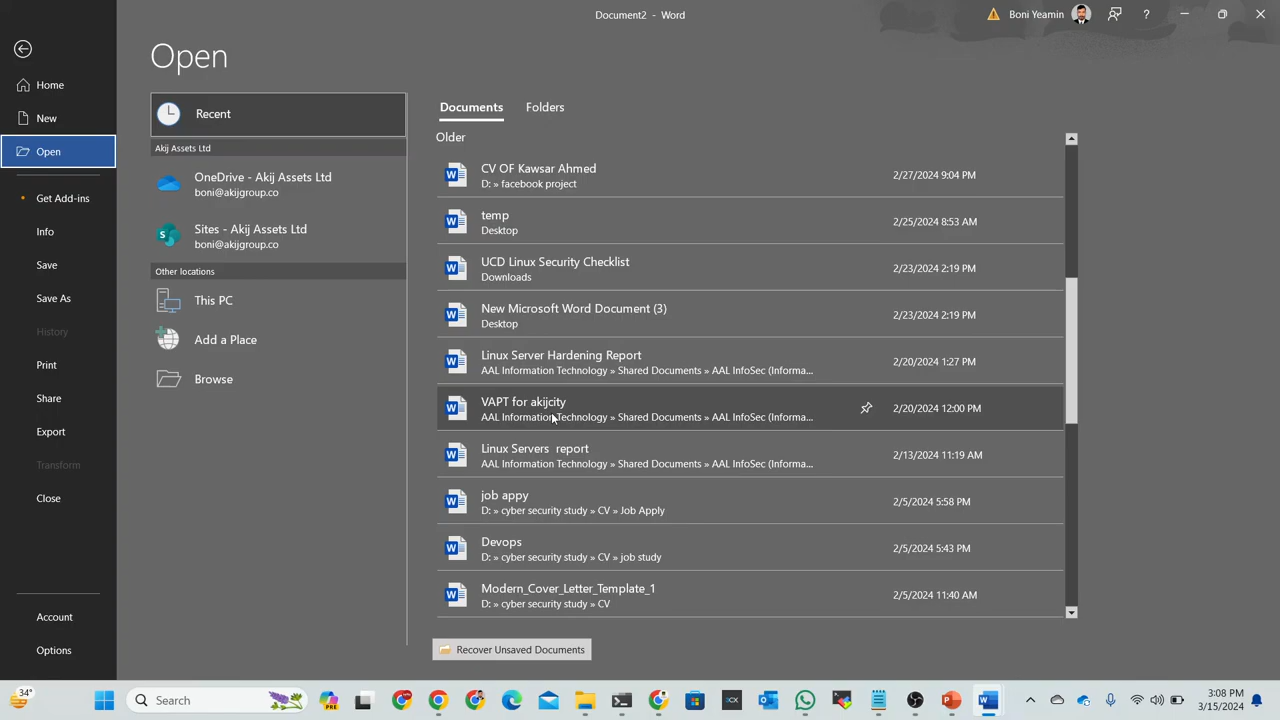 Document2 - Word
Boni Yeamin
?
Open
Home
New
Open
Get Add-ins
Info
Save
Save As
History
Print
Share
Export
Transform
Close
Account
Options
Recent
Akij Assets Ltd
OneDrive - Akij Assets Ltd
boni@akijgroup.co
Sites - Akij Assets Ltd
boni@akijgroup.co
Other locations
This PC
Add a Place
Browse
Documents Folders
Older
CV OF Kawsar Ahmed
D: » facebook project
2/27/2024 9:04 PM
temp
Desktop
2/25/2024 8:53 AM
UCD Linux Security Checklist
Downloads
2/23/2024 2:19 PM
New Microsoft Word Document (3)
Desktop
2/23/2024 2:19 PM
Linux Server Hardening Report
AAL Information Technology » Shared Documents » AAL InfoSec (Informa...
2/20/2024 1:27 PM
VAPT for akijcity
AAL Information Technology » Shared Documents » AAL InfoSec (Informa...
2/20/2024 12:00 PM
Linux Servers report
AAL Information Technology » Shared Documents » AAL InfoSec (Informa...
2/13/2024 11:19 AM
job appy
D: » cyber security study » CV » Job Apply
2/5/2024 5:58 PM
Devops
D: » cyber security study » CV » job study
2/5/2024 5:43 PM
Modern_Cover_Letter_Template_1
D: » cyber security study » CV
2/5/2024 11:40 AM
Recover Unsaved Documents
34°
Search
PRE
3:08 PM
3/15/2024